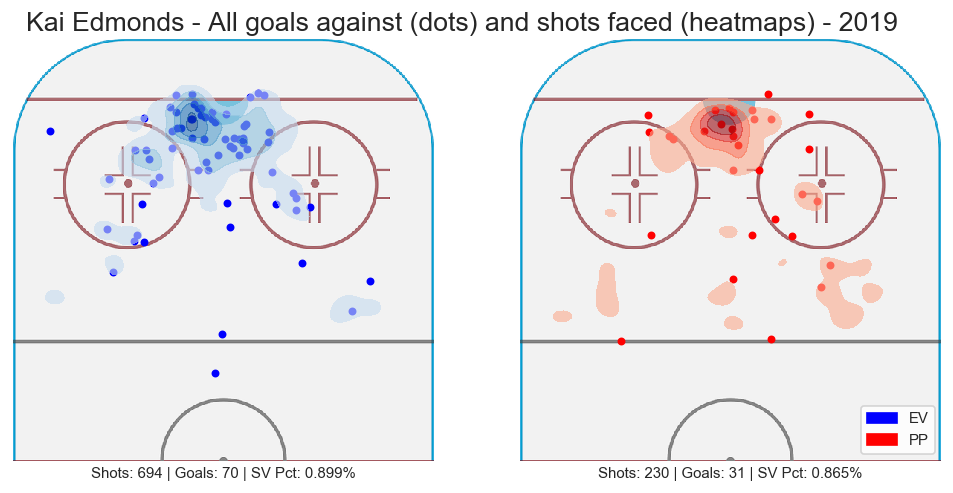 Kai Edmonds - All goals against (dots) and shots faced (heatmaps) - 2019
EV
PP
Shots: 694 | Goals: 70 | SV Pct: 0.899%
Shots: 230 | Goals: 31 | SV Pct: 0.865%